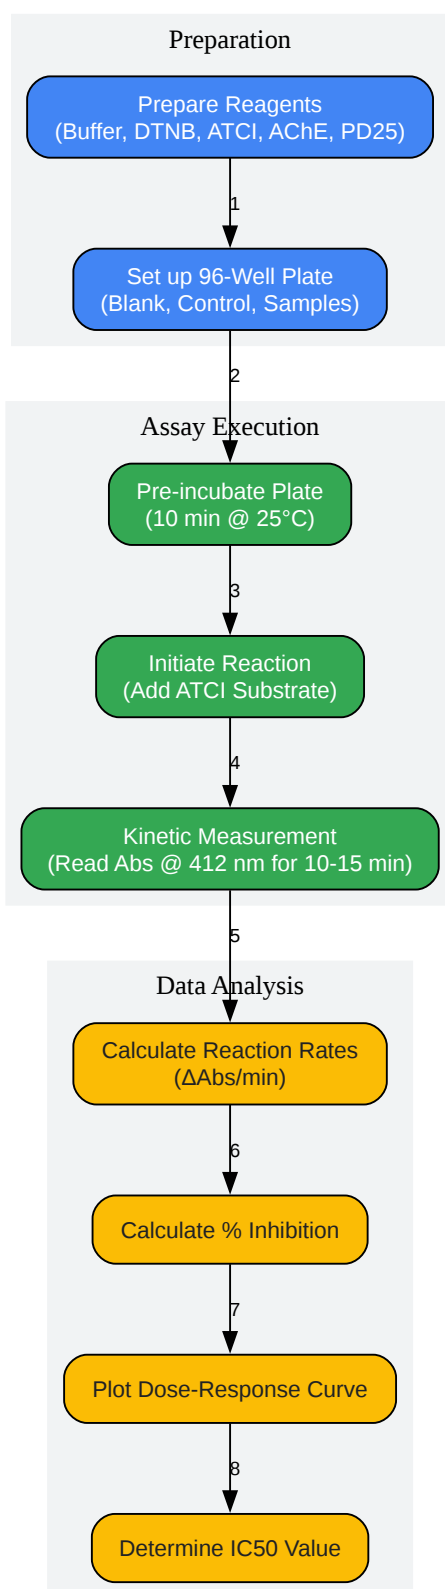 Preparation
Prepare Reagents
(Buffer, DTNB, ATCI, AChE, PD25)
1
Set up 96-Well Plate
(Blank, Control, Samples)
2
Assay Execution
Pre-incubate Plate
(10 min @ 25°C)
3
Initiate Reaction
(Add ATCI Substrate)
4
Kinetic Measurement
(Read Abs @ 412 nm for 10-15 min)
5
Data Analysis
Calculate Reaction Rates
(ΔAbs/min)
6
Calculate % Inhibition
7
Plot Dose-Response Curve
8
Determine IC50 Value